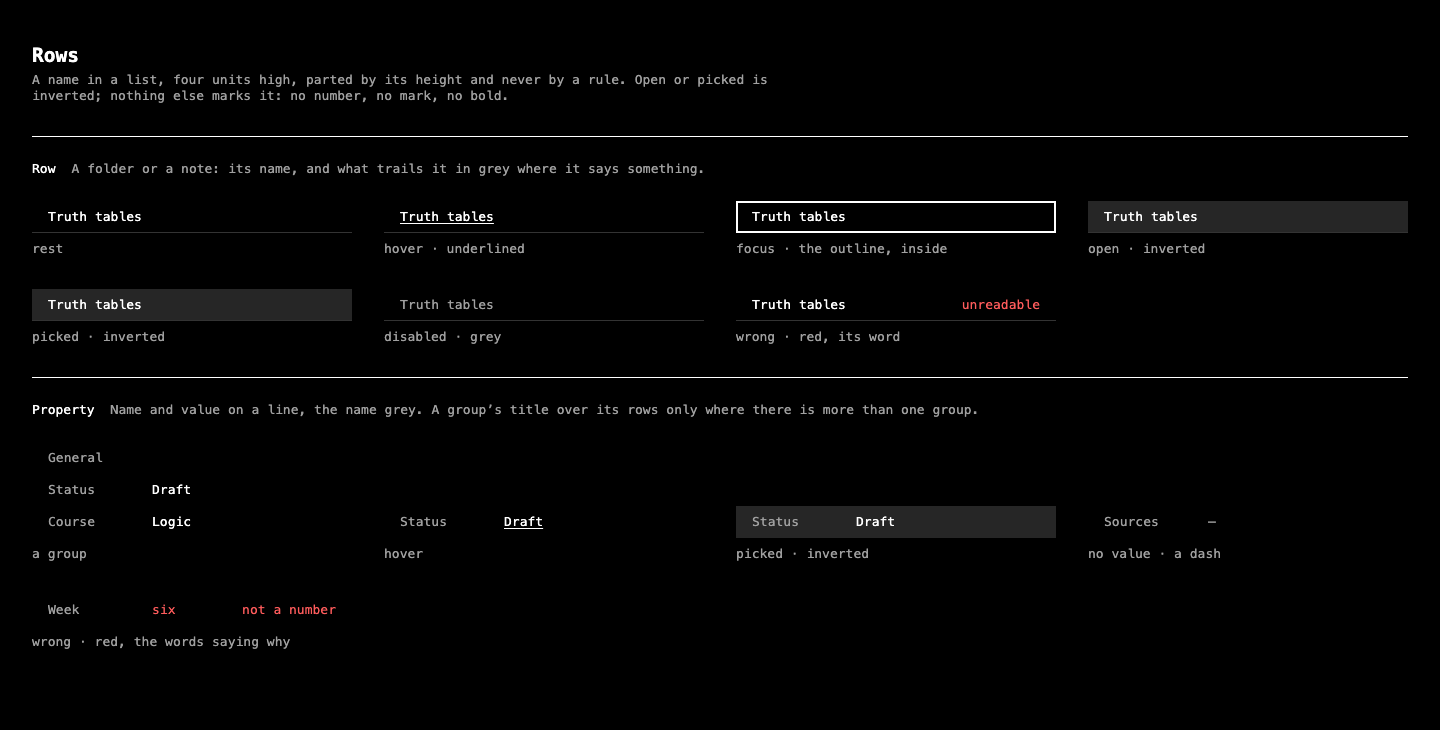 Rows
A name in a list, four units high, parted by its height and never by a rule. Open or picked is
inverted; nothing else marks it: no number, no mark, no bold.
Row A folder or a note: its name, and what trails it in grey where it says something.
Truth tables Truth tables Truth tables Truth tables
rest hover · underlined focus · the outline, inside open · inverted
Truth tables Truth tables Truth tables unreadable
picked · inverted disabled · grey wrong · red, its word
Property Name and value on a line, the name grey. A group’s title over its rows only where there is more than one group.
General
Status Draft
Course Logic Status Draft Status Draft Sources –
a group hover picked · inverted no value · a dash
Week six not a number
wrong · red, the words saying why